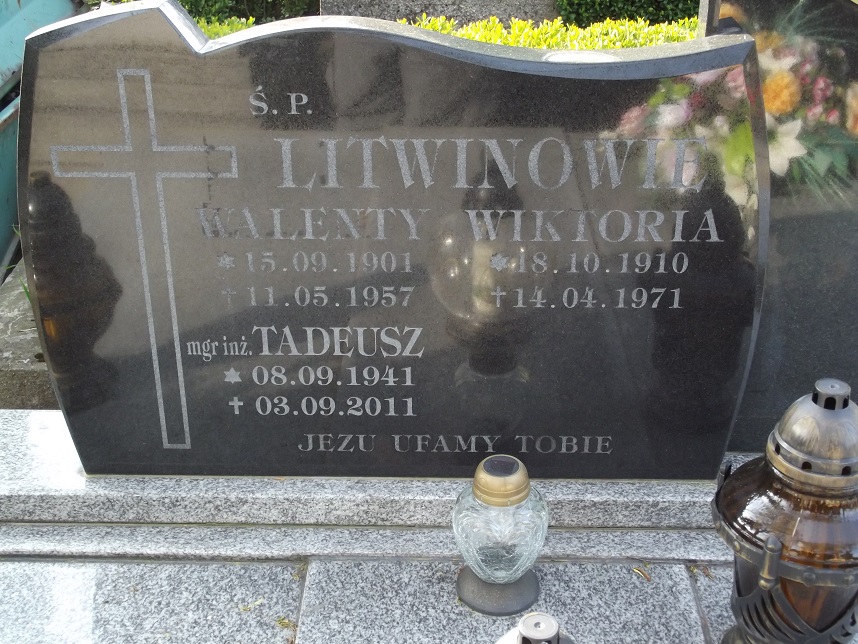 Ś. P.
LITWINOWIE
WALENTY WIKTORIA
* 15.09.1901 * 18.10.1910
† 11.05.1957 † 14.04.1971
mgr inż. TADEUSZ
* 08.09.1941
† 03.09.2011
JEZU UFAMY TOBIE